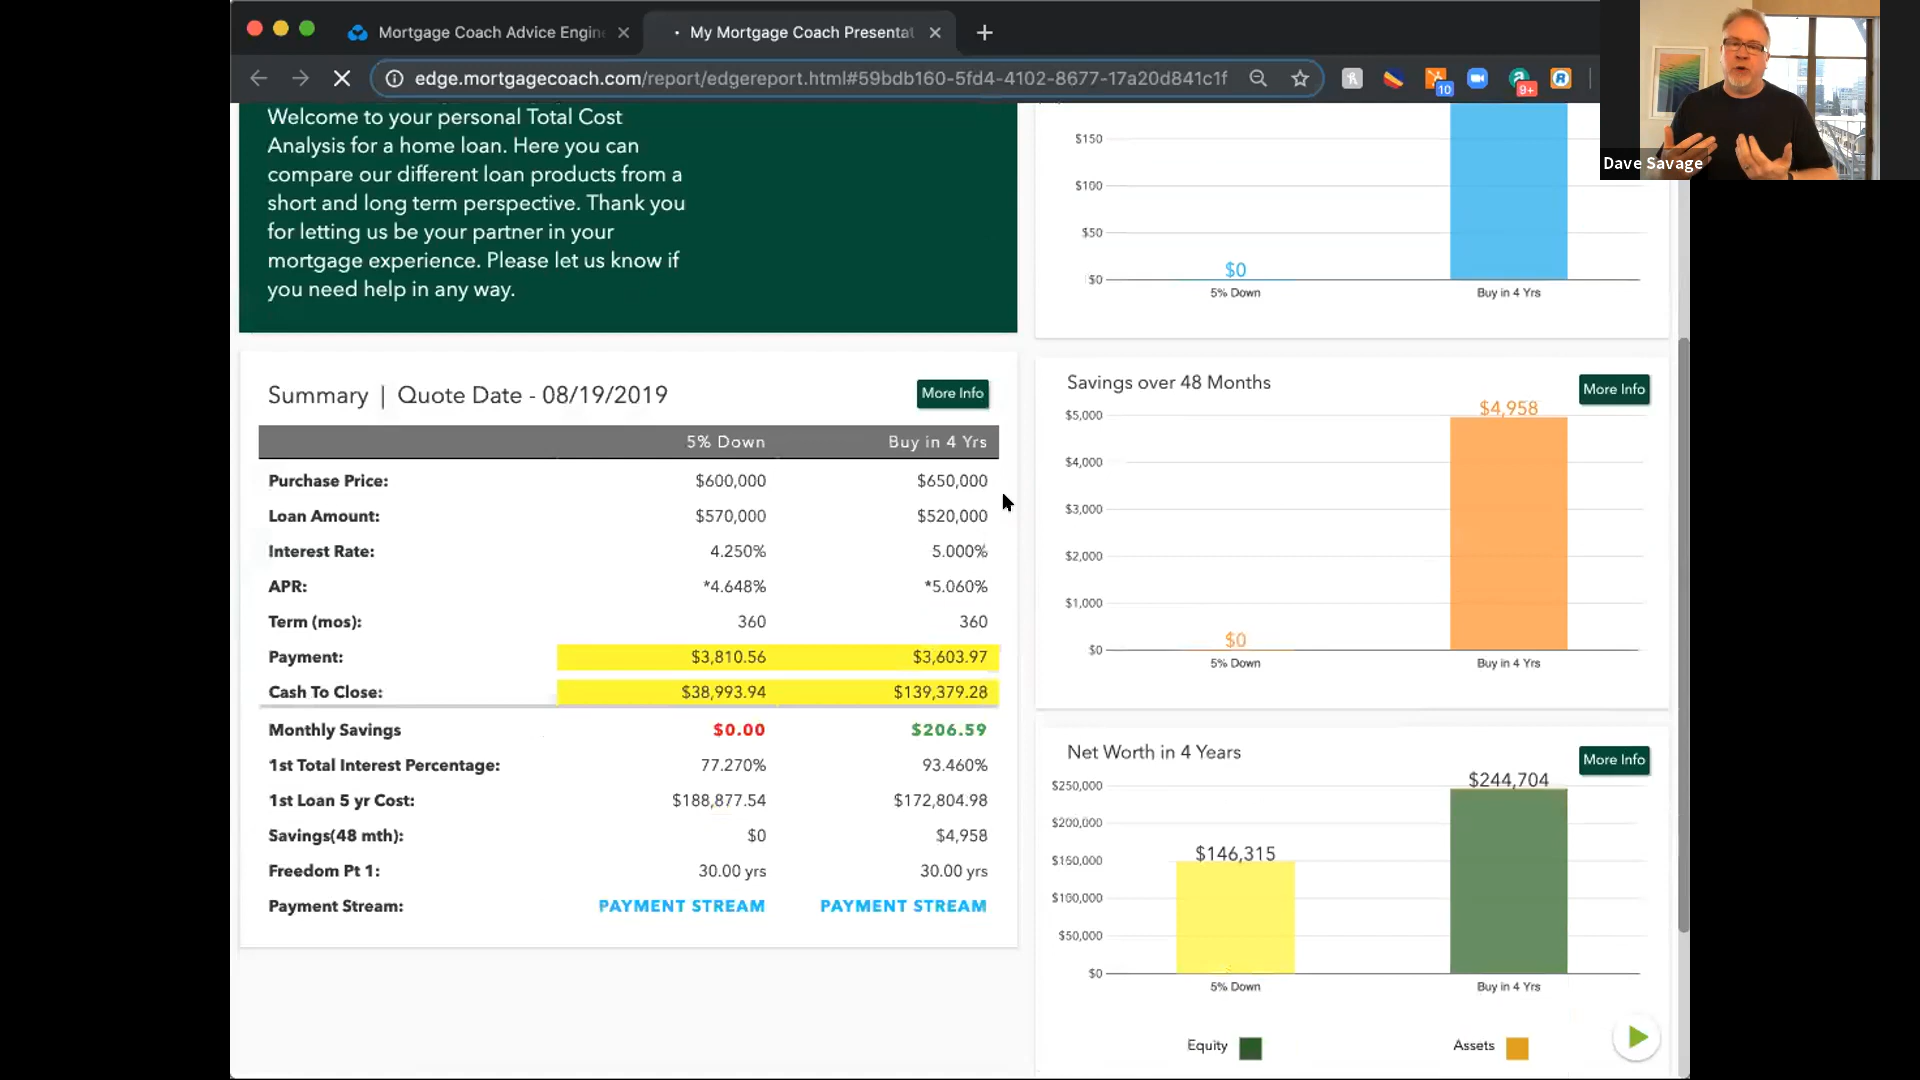 Mortgage Coach Advice Engin
My Mortgage Coach Presentat
edge.mortgagecoach.com/report/edgereport.html#59bdb160-5fd4-4102-8677-17a20d841c1f
10
9+
Dave Savage
Welcome to your personal Total Cost
Analysis for a home loan. Here you can
compare our different loan products from a
short and long term perspective. Thank you
for letting us be your partner in your
mortgage experience. Please let us know if
you need help in any way.
$150
$100
$50
$0
$0
5% Down
Buy in 4 Yrs
Summary | Quote Date - 08/19/2019
More Info
5% Down Buy in 4 Yrs
Purchase Price: $600,000 $650,000
Loan Amount: $570,000 $520,000
Interest Rate: 4.250% 5.000%
APR: *4.648% *5.060%
Term (mos): 360 360
Payment: $3,810.56 $3,603.97
Cash To Close: $38,993.94 $139,379.28
Monthly Savings $0.00 $206.59
1st Total Interest Percentage: 77.270% 93.460%
1st Loan 5 yr Cost: $188,877.54 $172,804.98
Savings(48 mth): $0 $4,958
Freedom Pt 1: 30.00 yrs 30.00 yrs
Payment Stream: PAYMENT STREAM PAYMENT STREAM
Savings over 48 Months
More Info
$4,958
$5,000
$4,000
$3,000
$2,000
$1,000
$0
$0
5% Down
Buy in 4 Yrs
Net Worth in 4 Years
More Info
$244,704
$250,000
$200,000
$146,315
$150,000
$100,000
$50,000
$0
5% Down
Buy in 4 Yrs
Equity
Assets